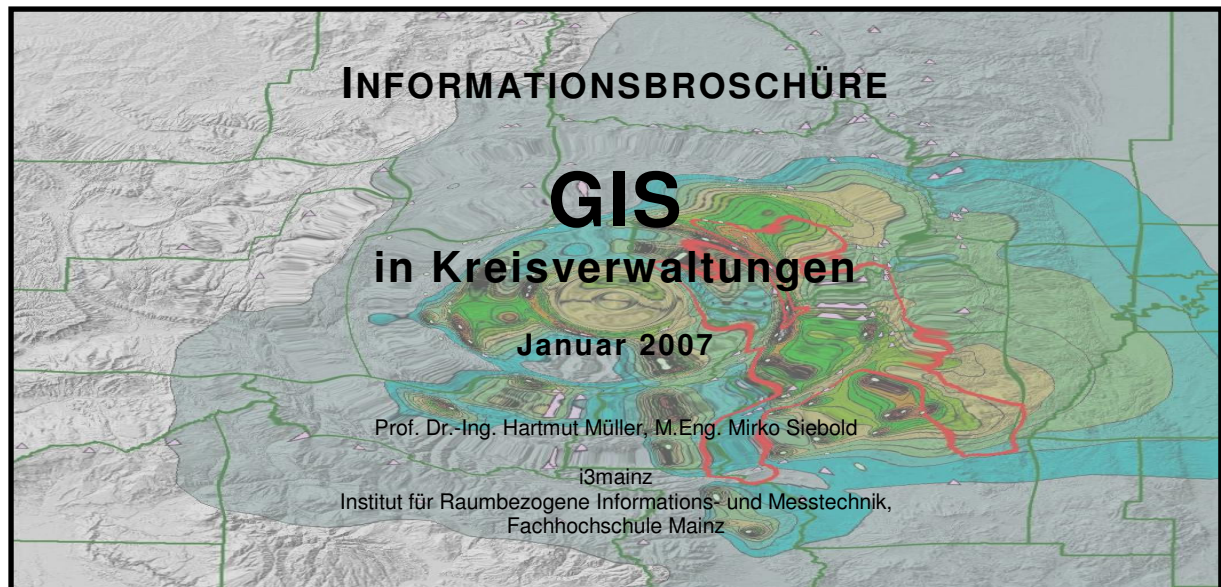 INFORMATIONSBROSCHÜRE
GIS
in Kreisverwaltungen
Januar 2007
Prof. Dr.-Ing. Hartmut Müller, M.Eng. Mirko Siebold
i3mainz
Institut für Raumbezogene Informations- und Messtechnik,
Fachhochschule Mainz